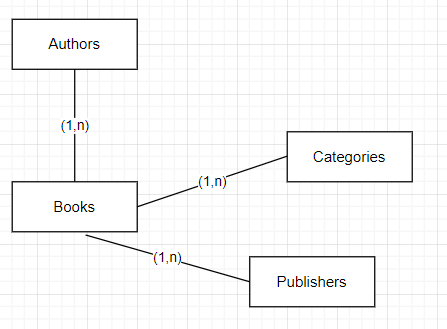 Authors
(1,n)
Categories
(1,n)
Books
(1,n)
Publishers